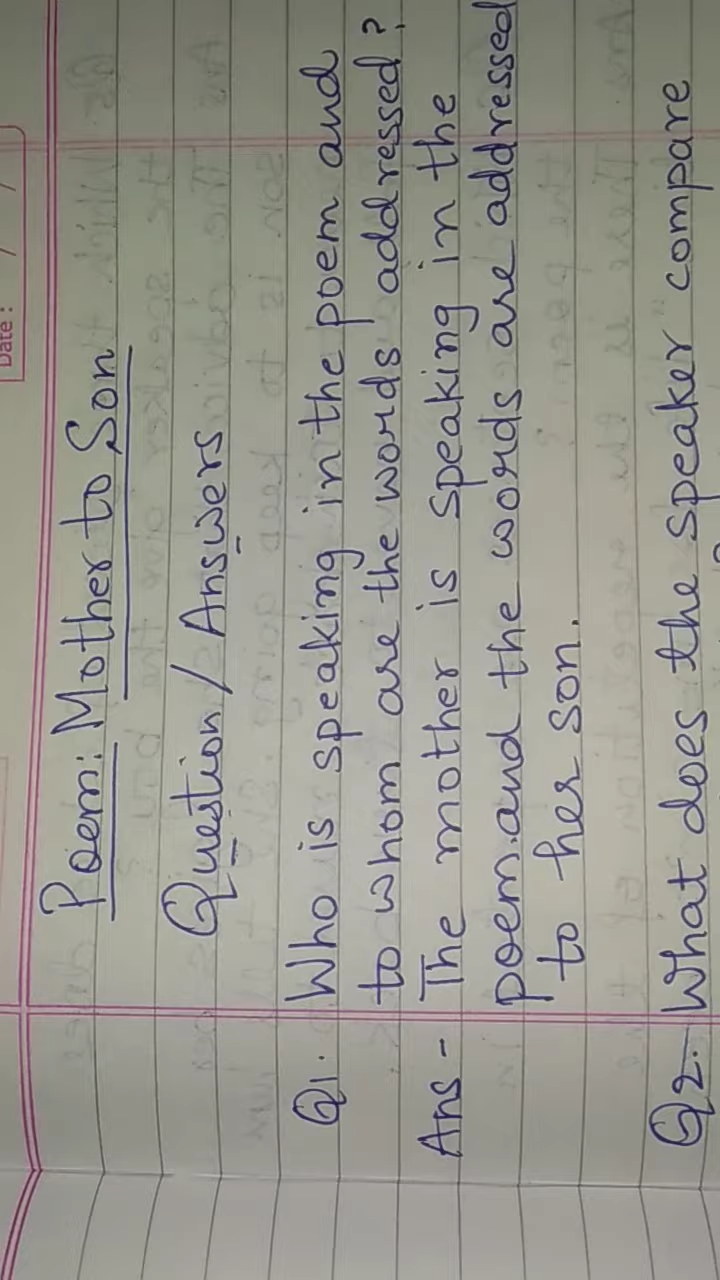 Date : / /
Poem: Mother to Son
Question / Answers
Q1. Who is speaking in the poem and
to whom are the words addressed?
Ans - The mother is speaking in the
poem.and the words are addressed
to her son.
Q2. What does the speaker compare